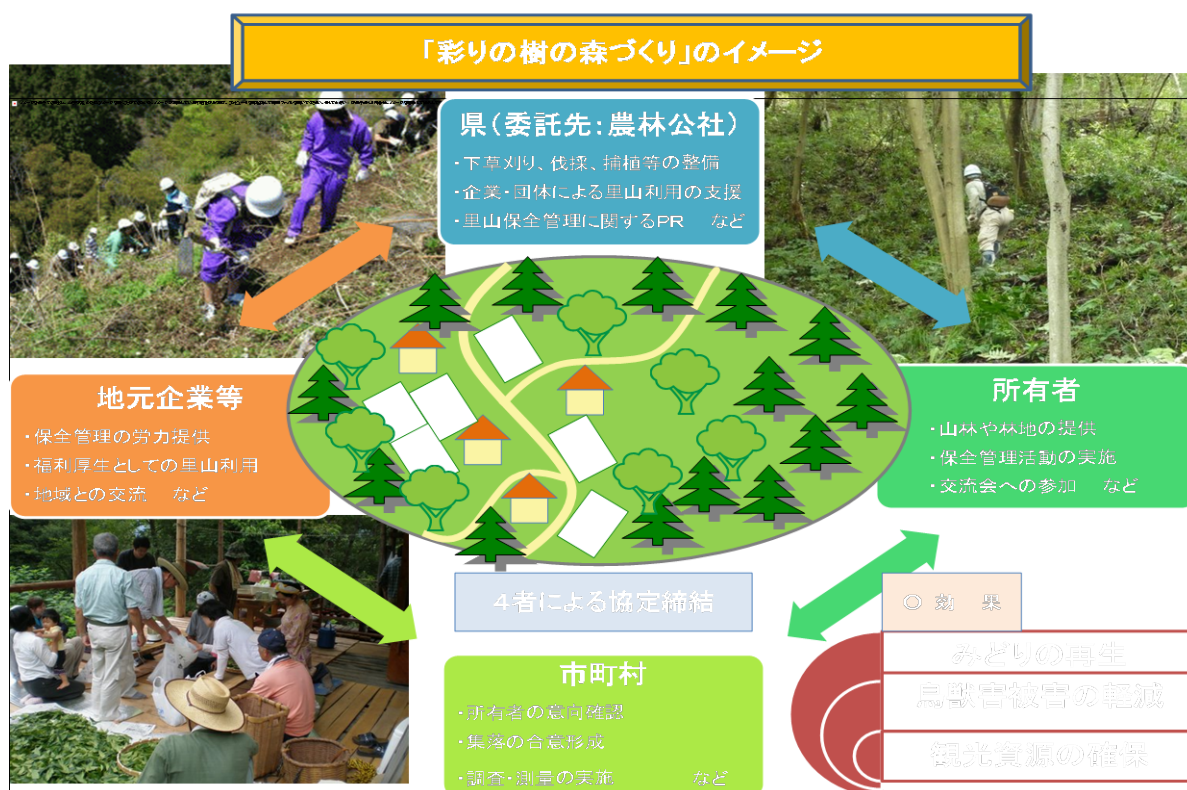 「彩りの樹の森づくり」のイメージ
県（委託先：農林公社）
・下草刈り、伐採、捕植等の整備
・企業・団体による里山利用の支援
・里山保全管理に関するPR　など
地元企業等
・保全管理の労力提供
・福利厚生としての里山利用
・地域との交流　など
所有者
・山林や林地の提供
・保全管理活動の実施
・交流会への参加　など
４者による協定締結
市町村
・所有者の意向確認
・集落の合意形成
・調査・測量の実施　など
〇 効　果
みどりの再生
鳥獣害被害の軽減
観光資源の確保